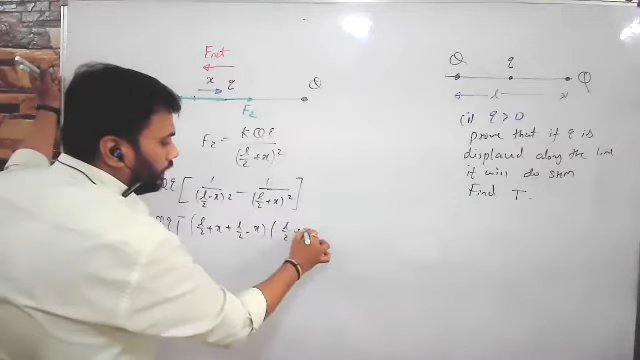 Fnet
x q Q
F₂
F₂ = KQq / (l/2 + x)²
Qq [ 1/(l/2 - x)² - 1/(l/2 + x)² ]
q [ (l/2 + x + l/2 - x) ( l/2
Q q Q
l
(i) q > 0
prove that if q is
displaced along the line
it will do SHM
Find T.